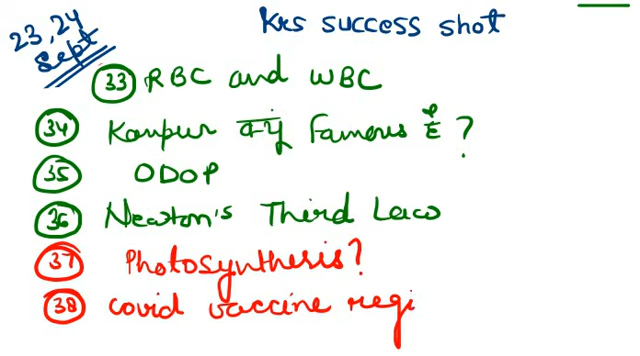 Krs success shot
23,24 Sept
33 RBC and WBC
34 Kanpur क्यूँ Famous है ?
35 ODOP
36 Newton's Third Law
37 Photosynthesis?
38 covid vaccine regi